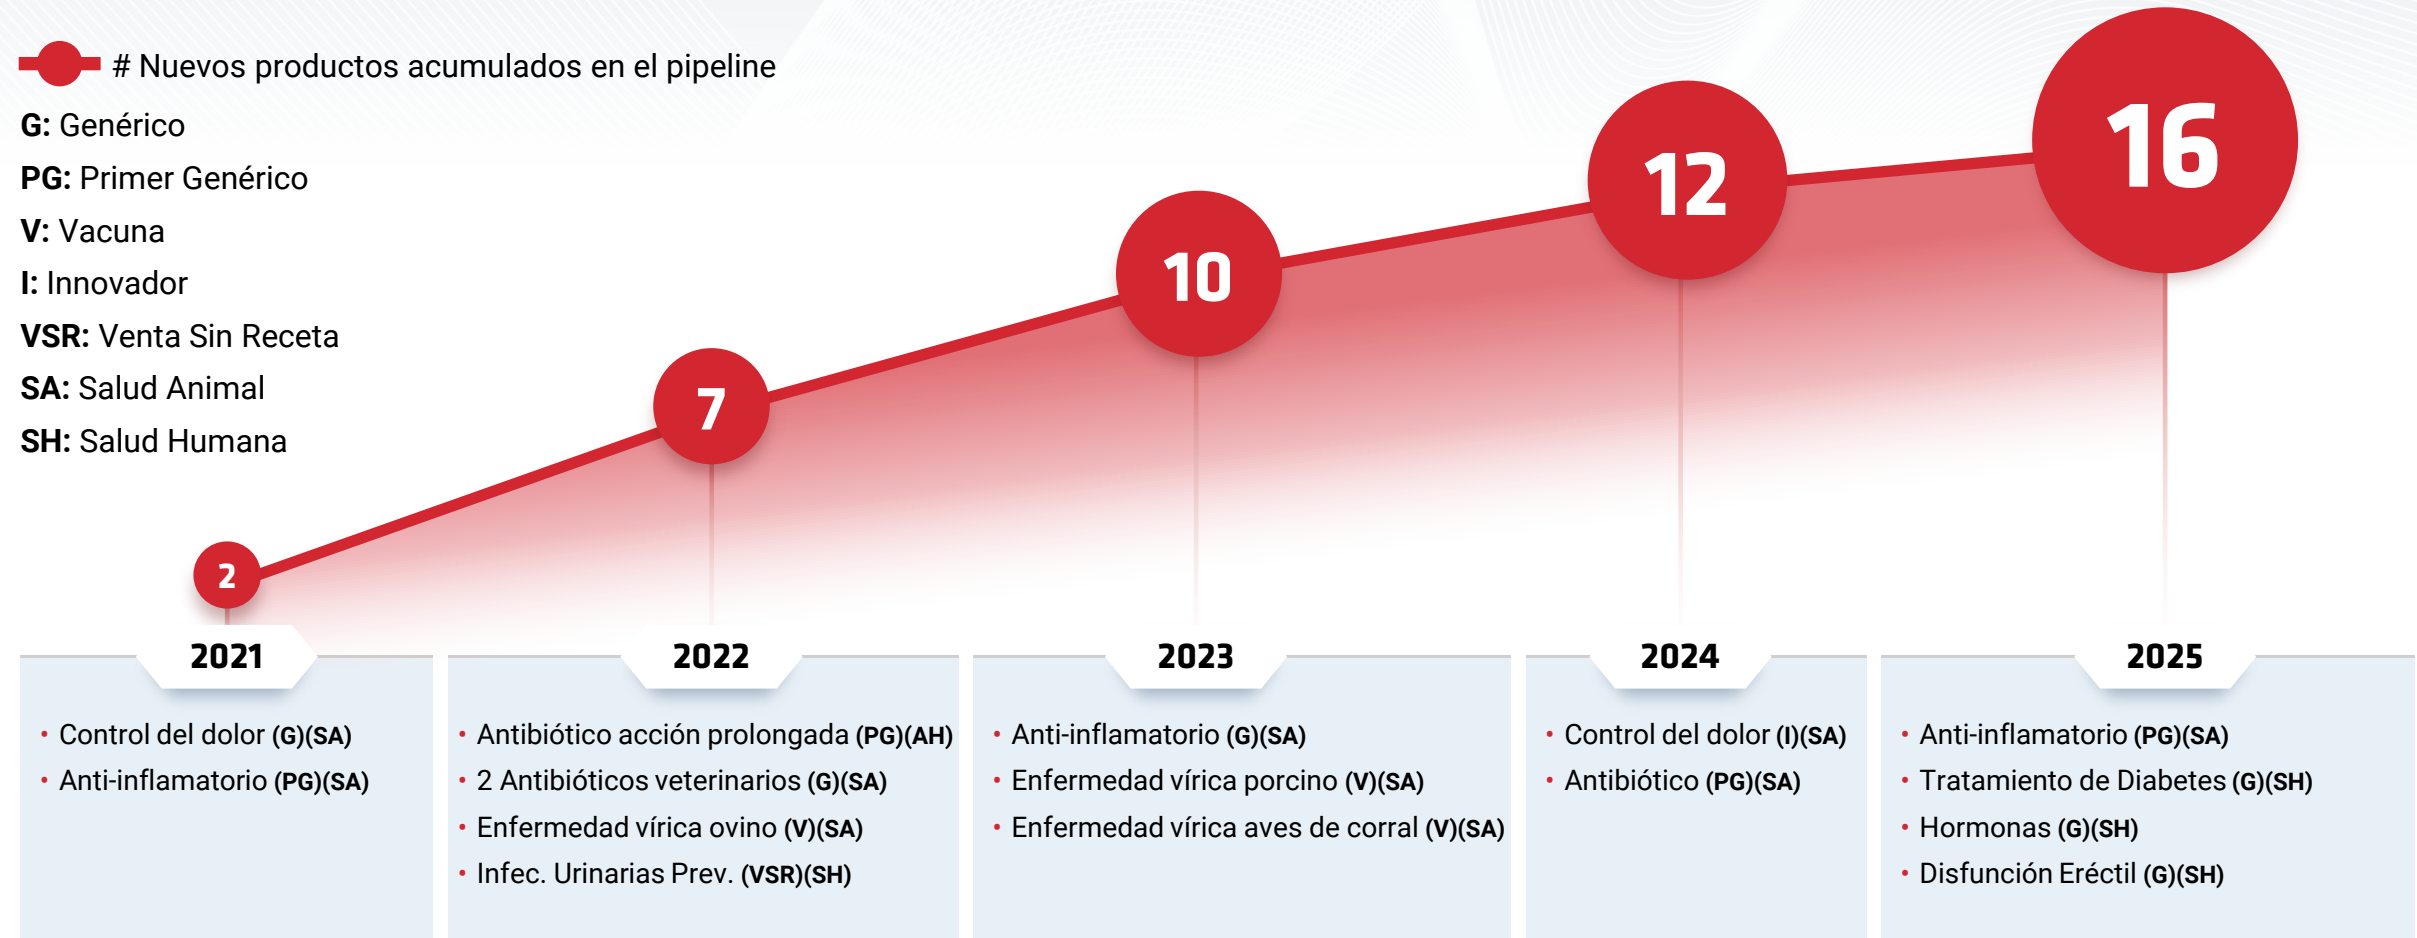 # Nuevos productos acumulados en el pipeline
G: Genérico
PG: Primer Genérico
V: Vacuna
I: Innovador
VSR: Venta Sin Receta
SA: Salud Animal
SH: Salud Humana
2
7
10
12
16
2021
• Control del dolor (G)(SA)
• Anti-inflamatorio (PG)(SA)
2022
• Antibiótico acción prolongada (PG)(AH)
• 2 Antibióticos veterinarios (G)(SA)
• Enfermedad vírica ovino (V)(SA)
• Infec. Urinarias Prev. (VSR)(SH)
2023
• Anti-inflamatorio (G)(SA)
• Enfermedad vírica porcino (V)(SA)
• Enfermedad vírica aves de corral (V)(SA)
2024
• Control del dolor (I)(SA)
• Antibiótico (PG)(SA)
2025
• Anti-inflamatorio (PG)(SA)
• Tratamiento de Diabetes (G)(SH)
• Hormonas (G)(SH)
• Disfunción Eréctil (G)(SH)